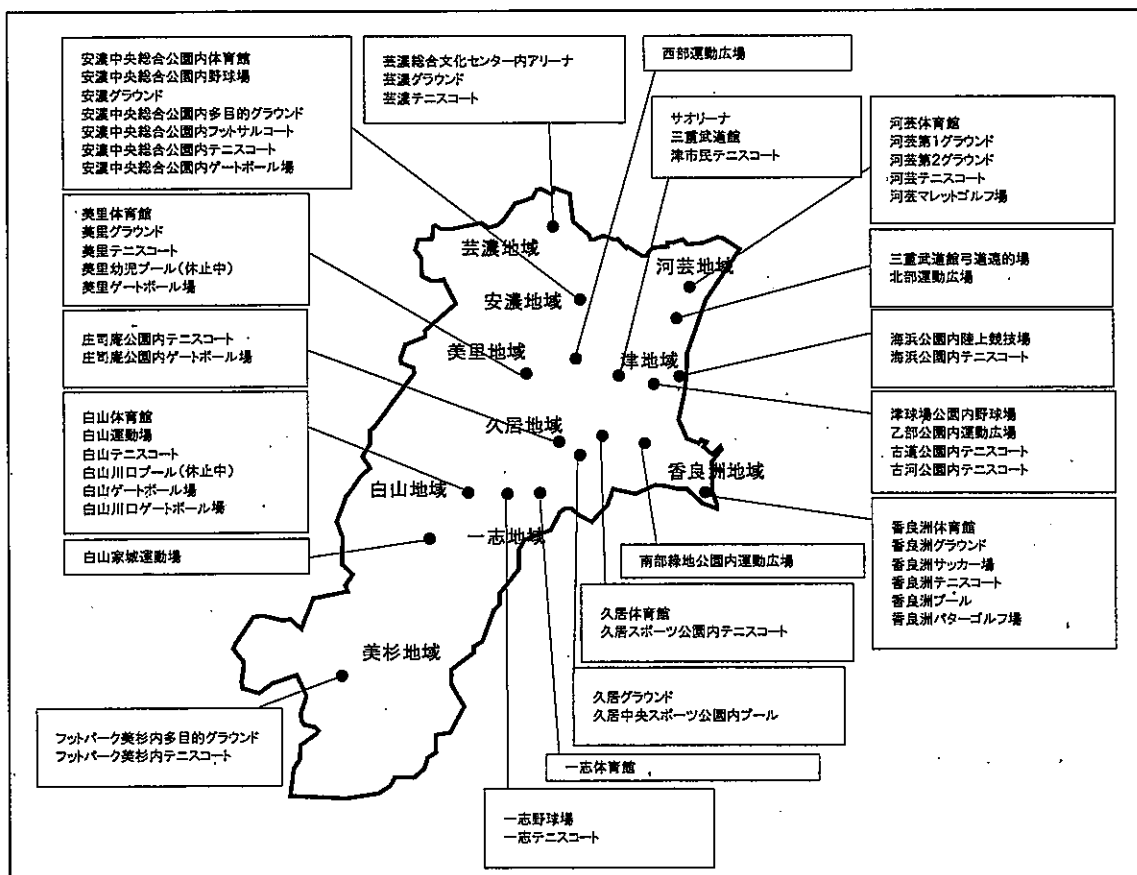 安濃中央総合公園内体育館
安濃中央総合公園内野球場
安濃グラウンド
安濃中央総合公園内多目的グラウンド
安濃中央総合公園内フットサルコート
安濃中央総合公園内テニスコート
安濃中央総合公園内ゲートボール場
芸濃総合文化センター内アリーナ
芸濃グラウンド
芸濃テニスコート
西部運動広場
サオリーナ
三重武道館
津市民テニスコート
河芸体育館
河芸第1グラウンド
河芸第2グラウンド
河芸テニスコート
河芸マレットゴルフ場
美里体育館
美里グラウンド
美里テニスコート
美里幼児プール(休止中)
美里ゲートボール場
三重武道館弓道遠的場
北部運動広場
庄司庵公園内テニスコート
庄司庵公園内ゲートボール場
海浜公園内陸上競技場
海浜公園内テニスコート
白山体育館
白山運動場
白山テニスコート
白山川口プール(休止中)
白山ゲートボール場
白山川口ゲートボール場
津球場公園内野球場
乙部公園内運動広場
古道公園内テニスコート
古河公園内テニスコート
白山家城運動場
香良洲体育館
香良洲グラウンド
香良洲サッカー場
香良洲テニスコート
香良洲プール
香良洲パターゴルフ場
芸濃地域
河芸地域
安濃地域
美里地域
津地域
久居地域
香良洲地域
白山地域
一志地域
美杉地域
南部緑地公園内運動広場
久居体育館
久居スポーツ公園内テニスコート
久居グラウンド
久居中央スポーツ公園内プール
フットパーク美杉内多目的グラウンド
フットパーク美杉内テニスコート
一志体育館
一志野球場
一志テニスコート